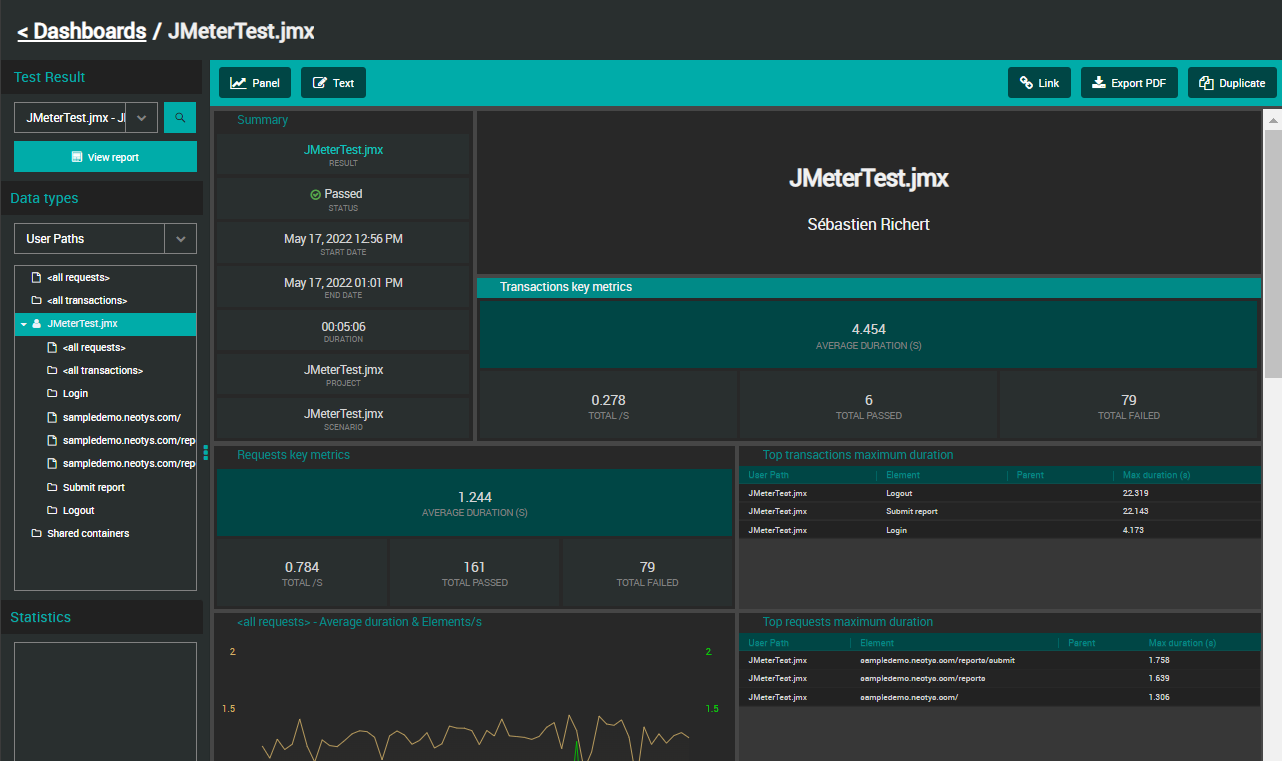 < Dashboards / JMeterTest.jmx
Test Result
JMeterTest.jmx - J
View report
Data types
User Paths
<all requests>
<all transactions>
JMeterTest.jmx
<all requests>
<all transactions>
Login
sampledemo.neotys.com/
sampledemo.neotys.com/rep
sampledemo.neotys.com/rep
Submit report
Logout
Shared containers
Statistics
Panel Text Link Export PDF Duplicate
Summary
JMeterTest.jmx
RESULT
Passed
STATUS
May 17, 2022 12:56 PM
START DATE
May 17, 2022 01:01 PM
END DATE
00:05:06
DURATION
JMeterTest.jmx
PROJECT
JMeterTest.jmx
SCENARIO
JMeterTest.jmx
Sébastien Richert
Transactions key metrics
4.454
AVERAGE DURATION (S)
0.278 6 79
TOTAL /S TOTAL PASSED TOTAL FAILED
Requests key metrics
1.244
AVERAGE DURATION (S)
0.784 161 79
TOTAL /S TOTAL PASSED TOTAL FAILED
Top transactions maximum duration
User Path Element Parent Max duration (s)
JMeterTest.jmx Logout 22.319
JMeterTest.jmx Submit report 22.143
JMeterTest.jmx Login 4.173
<all requests> - Average duration & Elements/s
2 2
1.5 1.5
Top requests maximum duration
User Path Element Parent Max duration (s)
JMeterTest.jmx sampledemo.neotys.com/reports/submit 1.758
JMeterTest.jmx sampledemo.neotys.com/reports 1.639
JMeterTest.jmx sampledemo.neotys.com/ 1.306